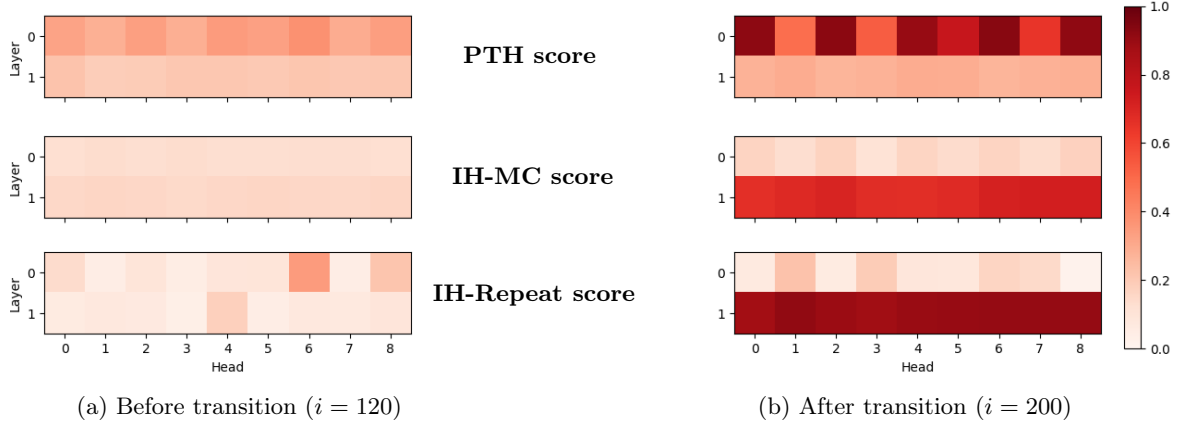 Layer
0
1
PTH score
0
1
1.0
0.8
0.6
0.4
0.2
0.0
Layer
0
1
IH-MC score
0
1
Layer
0
1
IH-Repeat score
0
1
0 1 2 3 4 5 6 7 8
Head
0 1 2 3 4 5 6 7 8
Head
(a) Before transition (i = 120)
(b) After transition (i = 200)